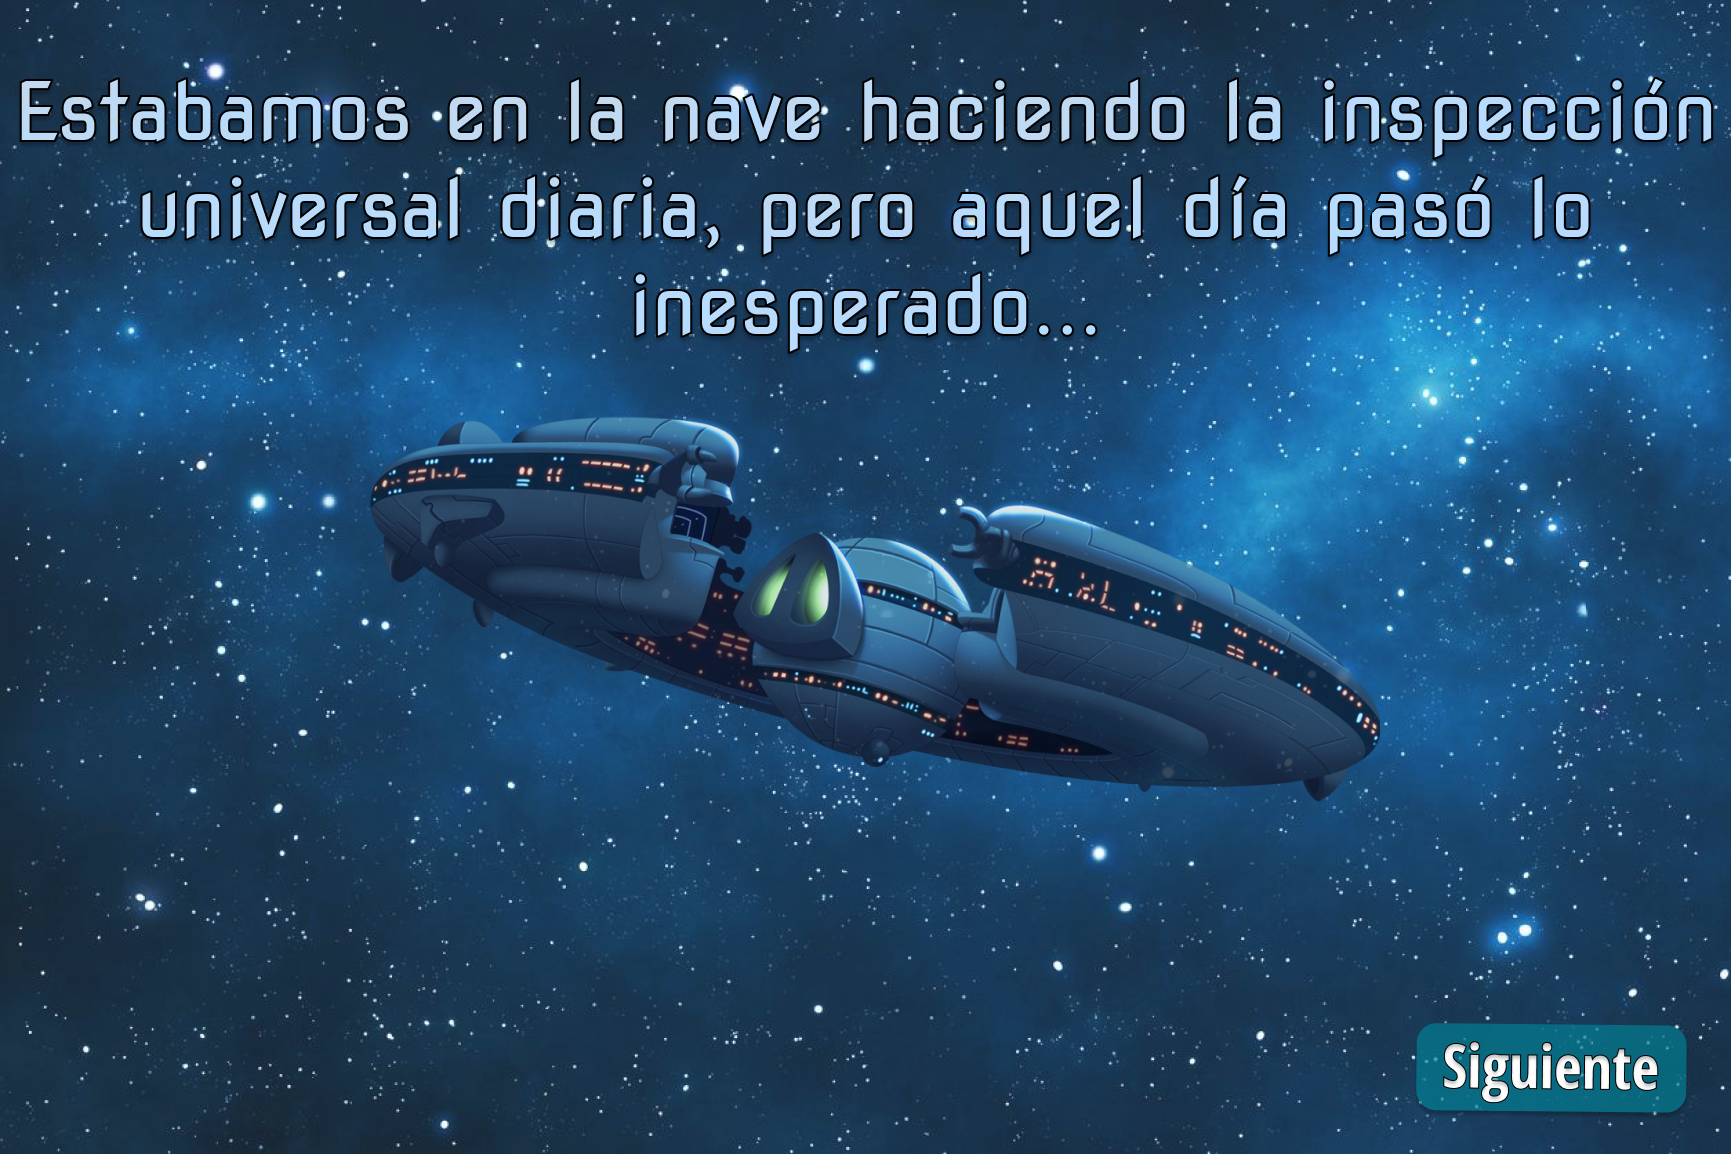 Estabamos en la nave haciendo la inspección
universal diaria, pero aquel día pasó lo
inesperado...
Siguiente